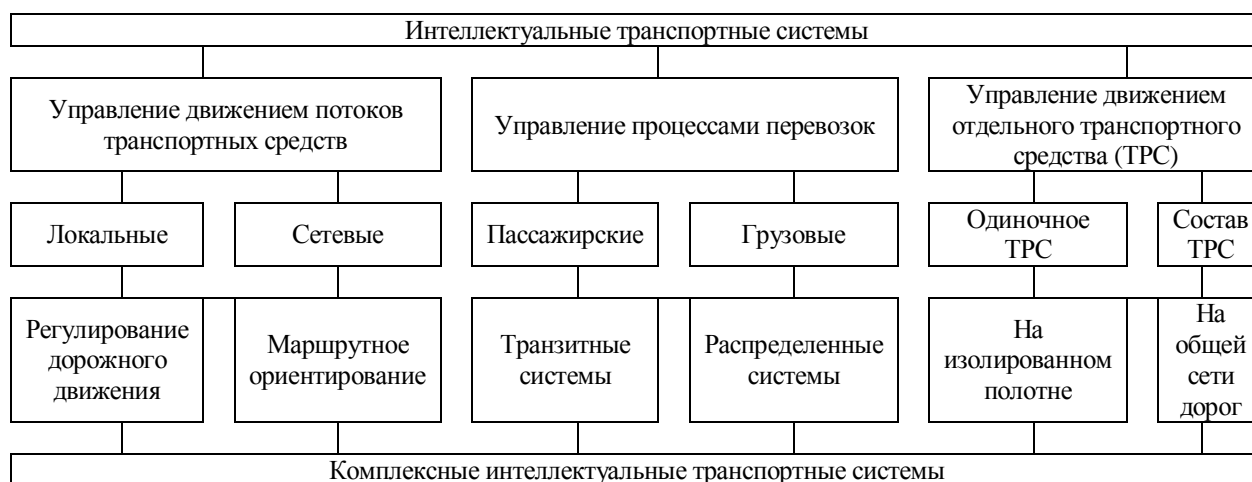 Интеллектуальные транспортные системы
Управление движением потоков
транспортных средств
Управление процессами перевозок
Управление движением
отдельного транспортного
средства (ТРС)
Локальные
Сетевые
Пассажирские
Грузовые
Одиночное
ТРС
Состав
ТРС
Регулирование
дорожного
движения
Маршрутное
ориентирование
Транзитные
системы
Распределенные
системы
На
изолированном
полотне
На
общей
сети
дорог
Комплексные интеллектуальные транспортные системы